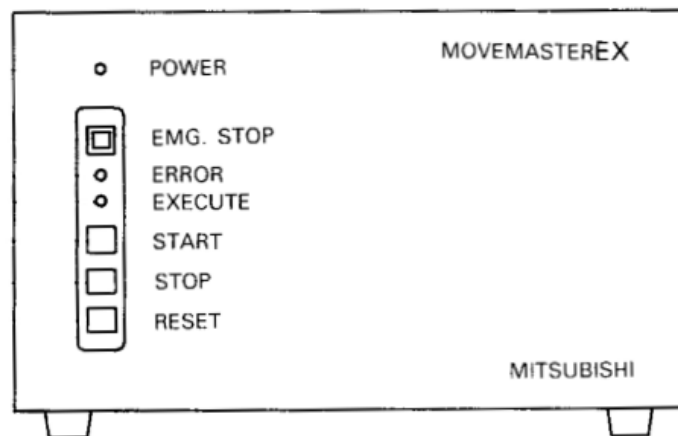 MOVEMASTEREX
POWER
EMG. STOP
ERROR
EXECUTE
START
STOP
RESET
MITSUBISHI